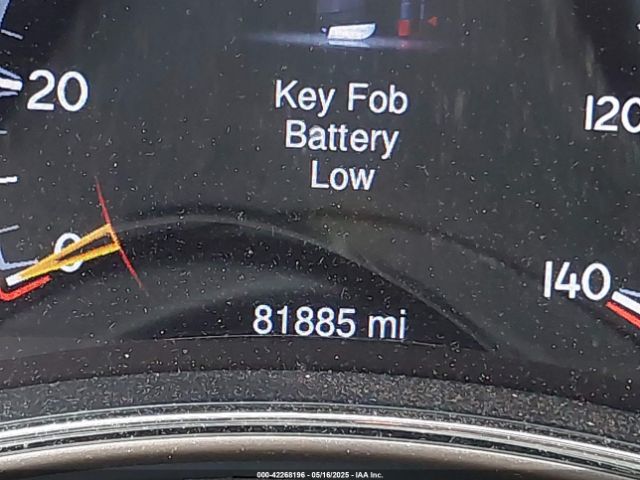 20
120
Key Fob
Battery
Low
0
140
81885 mi
000-42268196 - 05/16/2025 - IAA Inc.